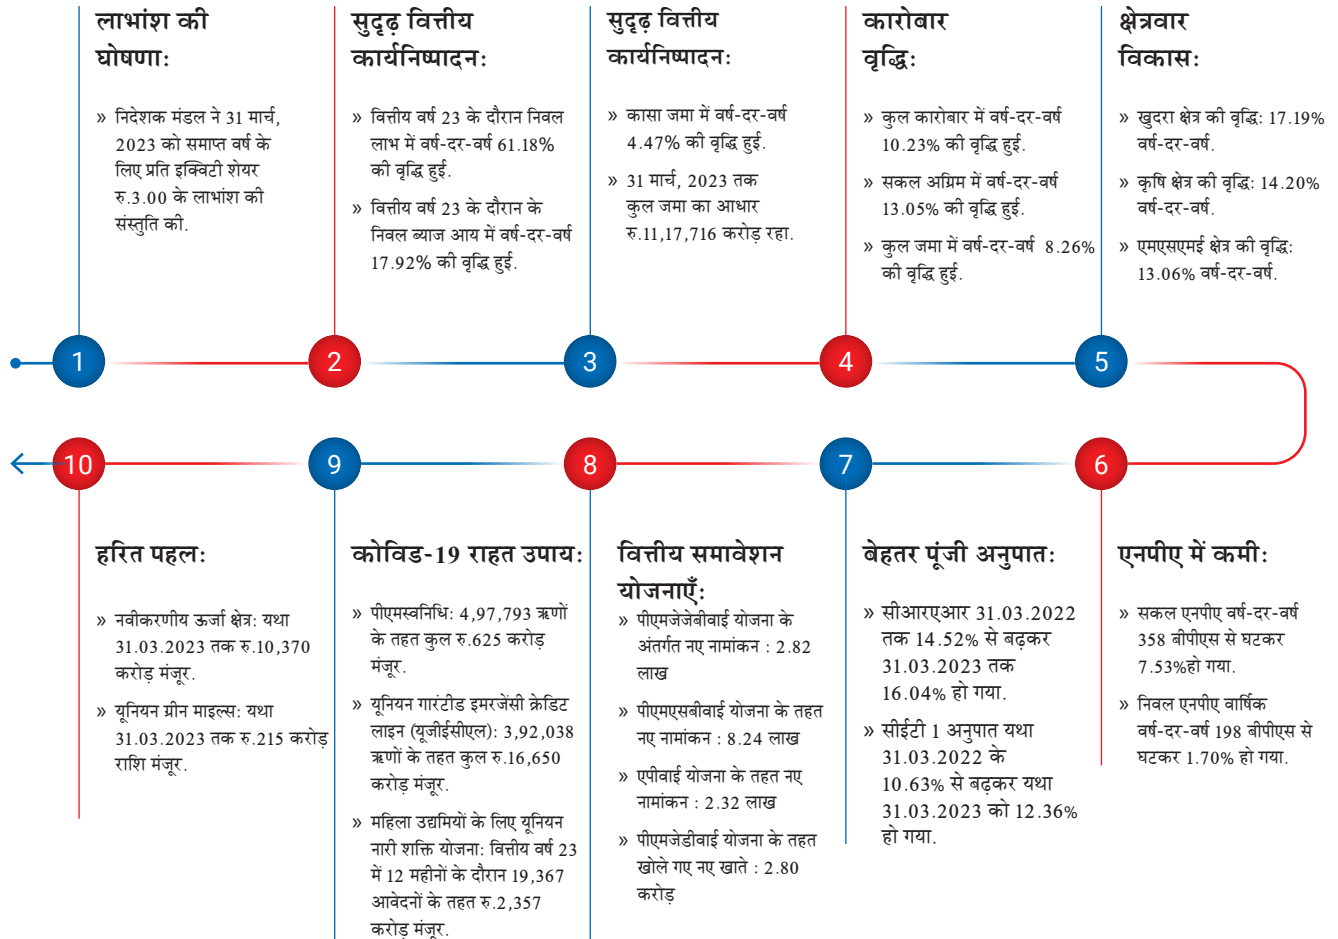 लाभांश की
घोषणा:
» निदेशक मंडल ने 31 मार्च,
2023 को समाप्त वर्ष के
लिए प्रति इक्विटी शेयर
रु.3.00 के लाभांश की
संस्तुति की.
सुदृढ़ वित्तीय
कार्यनिष्पादन:
» वित्तीय वर्ष 23 के दौरान निवल
लाभ में वर्ष-दर-वर्ष 61.18%
की वृद्धि हुई.
» वित्तीय वर्ष 23 के दौरान के
निवल ब्याज आय में वर्ष-दर-वर्ष
17.92% की वृद्धि हुई.
सुदृढ़ वित्तीय
कार्यनिष्पादन:
» कासा जमा में वर्ष-दर-वर्ष
4.47% की वृद्धि हुई.
» 31 मार्च, 2023 तक
कुल जमा का आधार
रु.11,17,716 करोड़ रहा.
कारोबार
वृद्धि:
» कुल कारोबार में वर्ष-दर-वर्ष
10.23% की वृद्धि हुई.
» सकल अग्रिम में वर्ष-दर-वर्ष
13.05% की वृद्धि हुई.
» कुल जमा में वर्ष-दर-वर्ष 8.26%
की वृद्धि हुई.
क्षेत्रवार
विकास:
» खुदरा क्षेत्र की वृद्धि: 17.19%
वर्ष-दर-वर्ष.
» कृषि क्षेत्र की वृद्धि: 14.20%
वर्ष-दर-वर्ष.
» एमएसएमई क्षेत्र की वृद्धि:
13.06% वर्ष-दर-वर्ष.
1
2
3
4
5
10
9
8
7
6
हरित पहल:
» नवीकरणीय ऊर्जा क्षेत्र: यथा
31.03.2023 तक रु.10,370
करोड़ मंजूर.
» यूनियन ग्रीन माइल्स: यथा
31.03.2023 तक रु.215 करोड़
राशि मंजूर.
कोविड-19 राहत उपाय:
» पीएमस्वनिधि: 4,97,793 ऋणों
के तहत कुल रु.625 करोड़
मंजूर.
» यूनियन गारंटीड इमरजेंसी क्रेडिट
लाइन (यूजीईसीएल): 3,92,038
ऋणों के तहत कुल रु.16,650
करोड़ मंजूर.
» महिला उद्यमियों के लिए यूनियन
नारी शक्ति योजना: वित्तीय वर्ष 23
में 12 महीनों के दौरान 19,367
आवेदनों के तहत रु.2,357
करोड़ मंजूर.
वित्तीय समावेशन
योजनाएँ:
» पीएमजेजेबीवाई योजना के
अंतर्गत नए नामांकन : 2.82
लाख
» पीएमएसबीवाई योजना के तहत
नए नामांकन : 8.24 लाख
» एपीवाई योजना के तहत नए
नामांकन : 2.32 लाख
» पीएमजेडीवाई योजना के तहत
खोले गए नए खाते : 2.80
करोड़
बेहतर पूंजी अनुपात:
» सीआरएआर 31.03.2022
तक 14.52% से बढ़कर
31.03.2023 तक
16.04% हो गया.
» सीईटी 1 अनुपात यथा
31.03.2022 के
10.63% से बढ़कर यथा
31.03.2023 को 12.36%
हो गया.
एनपीए में कमी:
» सकल एनपीए वर्ष-दर-वर्ष
358 बीपीएस से घटकर
7.53%हो गया.
» निवल एनपीए वार्षिक
वर्ष-दर-वर्ष 198 बीपीएस से
घटकर 1.70% हो गया.